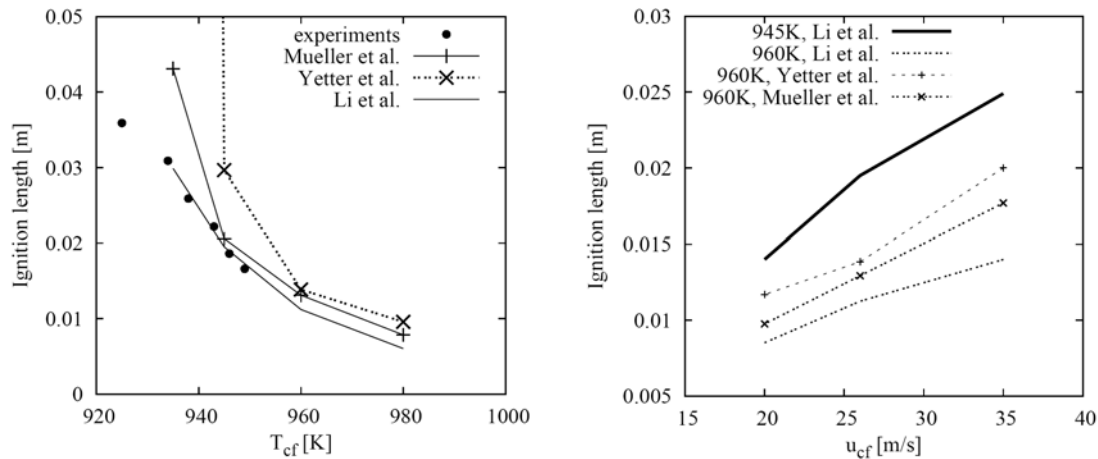 0.05
0.04
0.03
0.02
0.01
0
Ignition length [m]
920 940 960 980 1000
T_cf [K]
experiments
Mueller et al.
Yetter et al.
Li et al.
0.03
0.025
0.02
0.015
0.01
0.005
Ignition length [m]
15 20 25 30 35 40
u_cf [m/s]
945K, Li et al.
960K, Li et al.
960K, Yetter et al.
960K, Mueller et al.